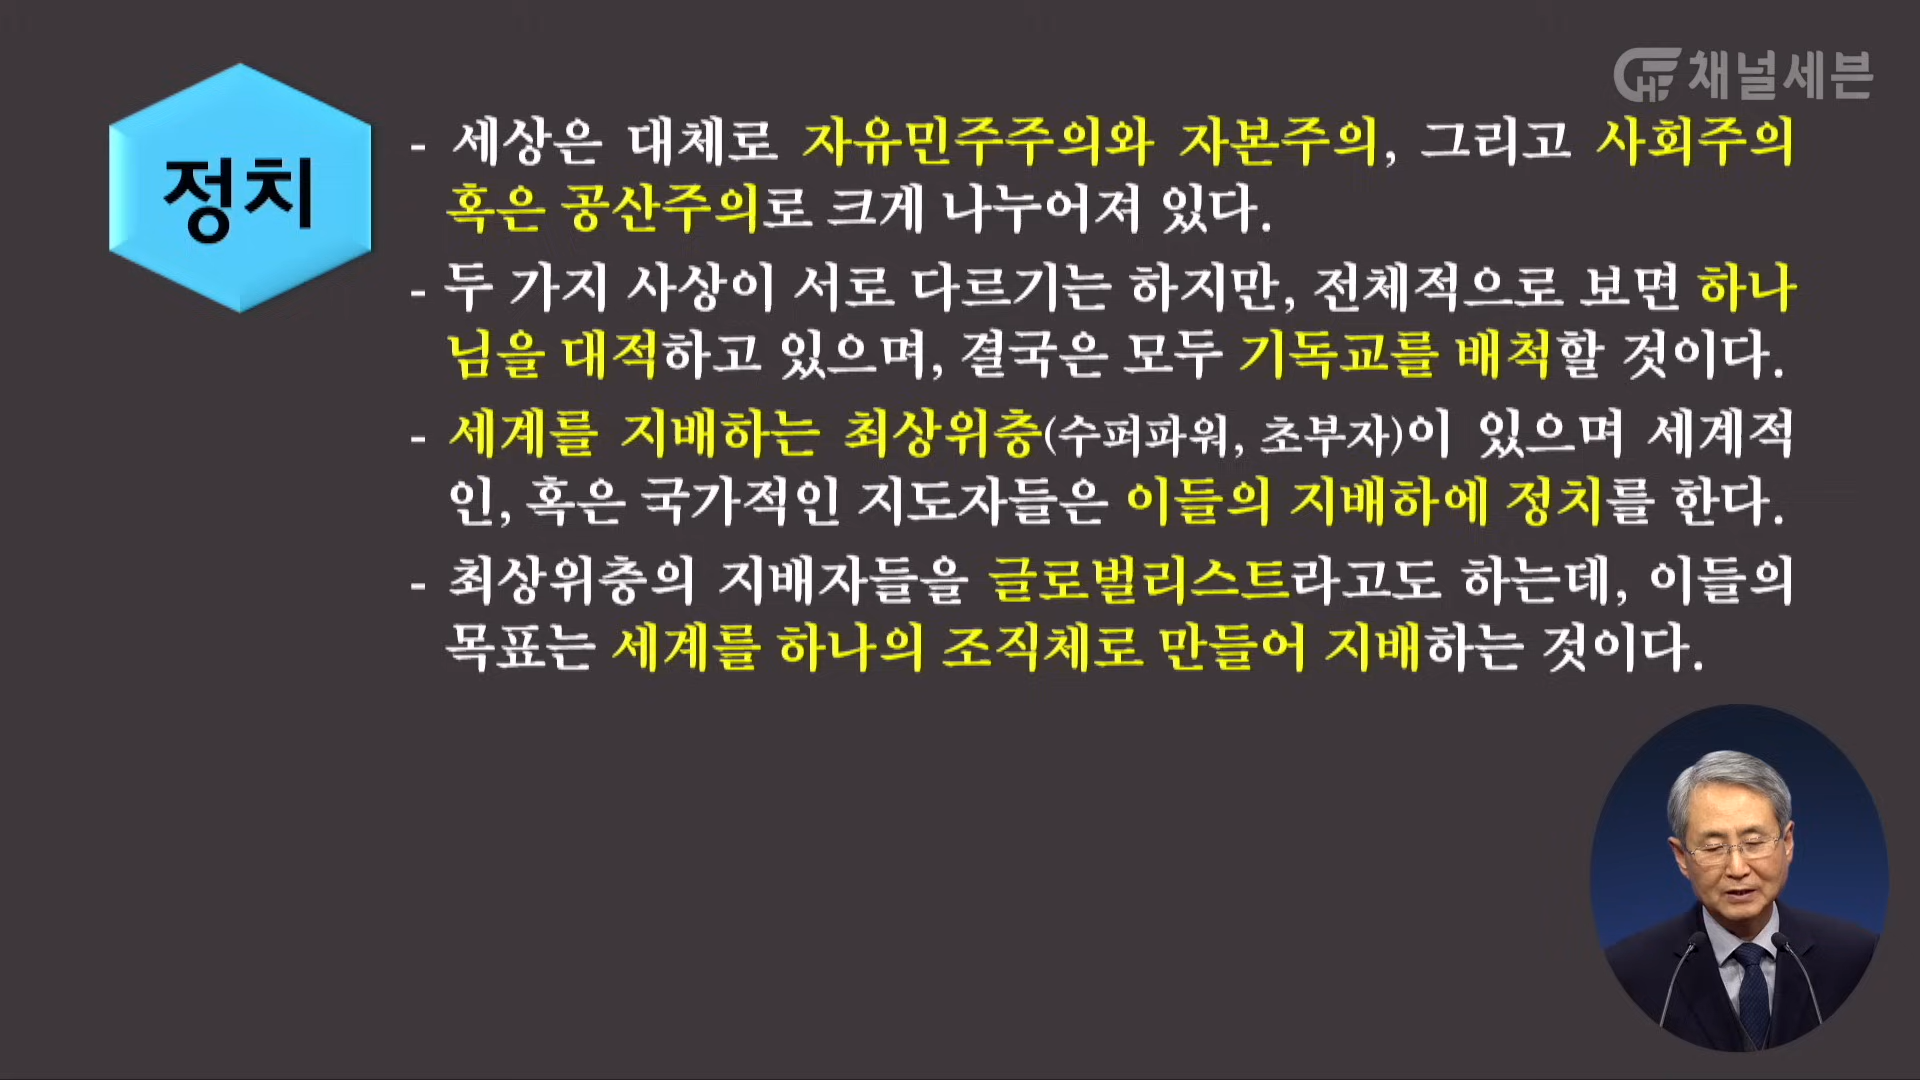 채널세븐
정치
- 세상은 대체로 자유민주주의와 자본주의, 그리고 사회주의
혹은 공산주의로 크게 나누어져 있다.
- 두 가지 사상이 서로 다르기는 하지만, 전체적으로 보면 하나
님을 대적하고 있으며, 결국은 모두 기독교를 배척할 것이다.
- 세계를 지배하는 최상위층(수퍼파워, 초부자)이 있으며 세계적
인, 혹은 국가적인 지도자들은 이들의 지배하에 정치를 한다.
- 최상위층의 지배자들을 글로벌리스트라고도 하는데, 이들의
목표는 세계를 하나의 조직체로 만들어 지배하는 것이다.